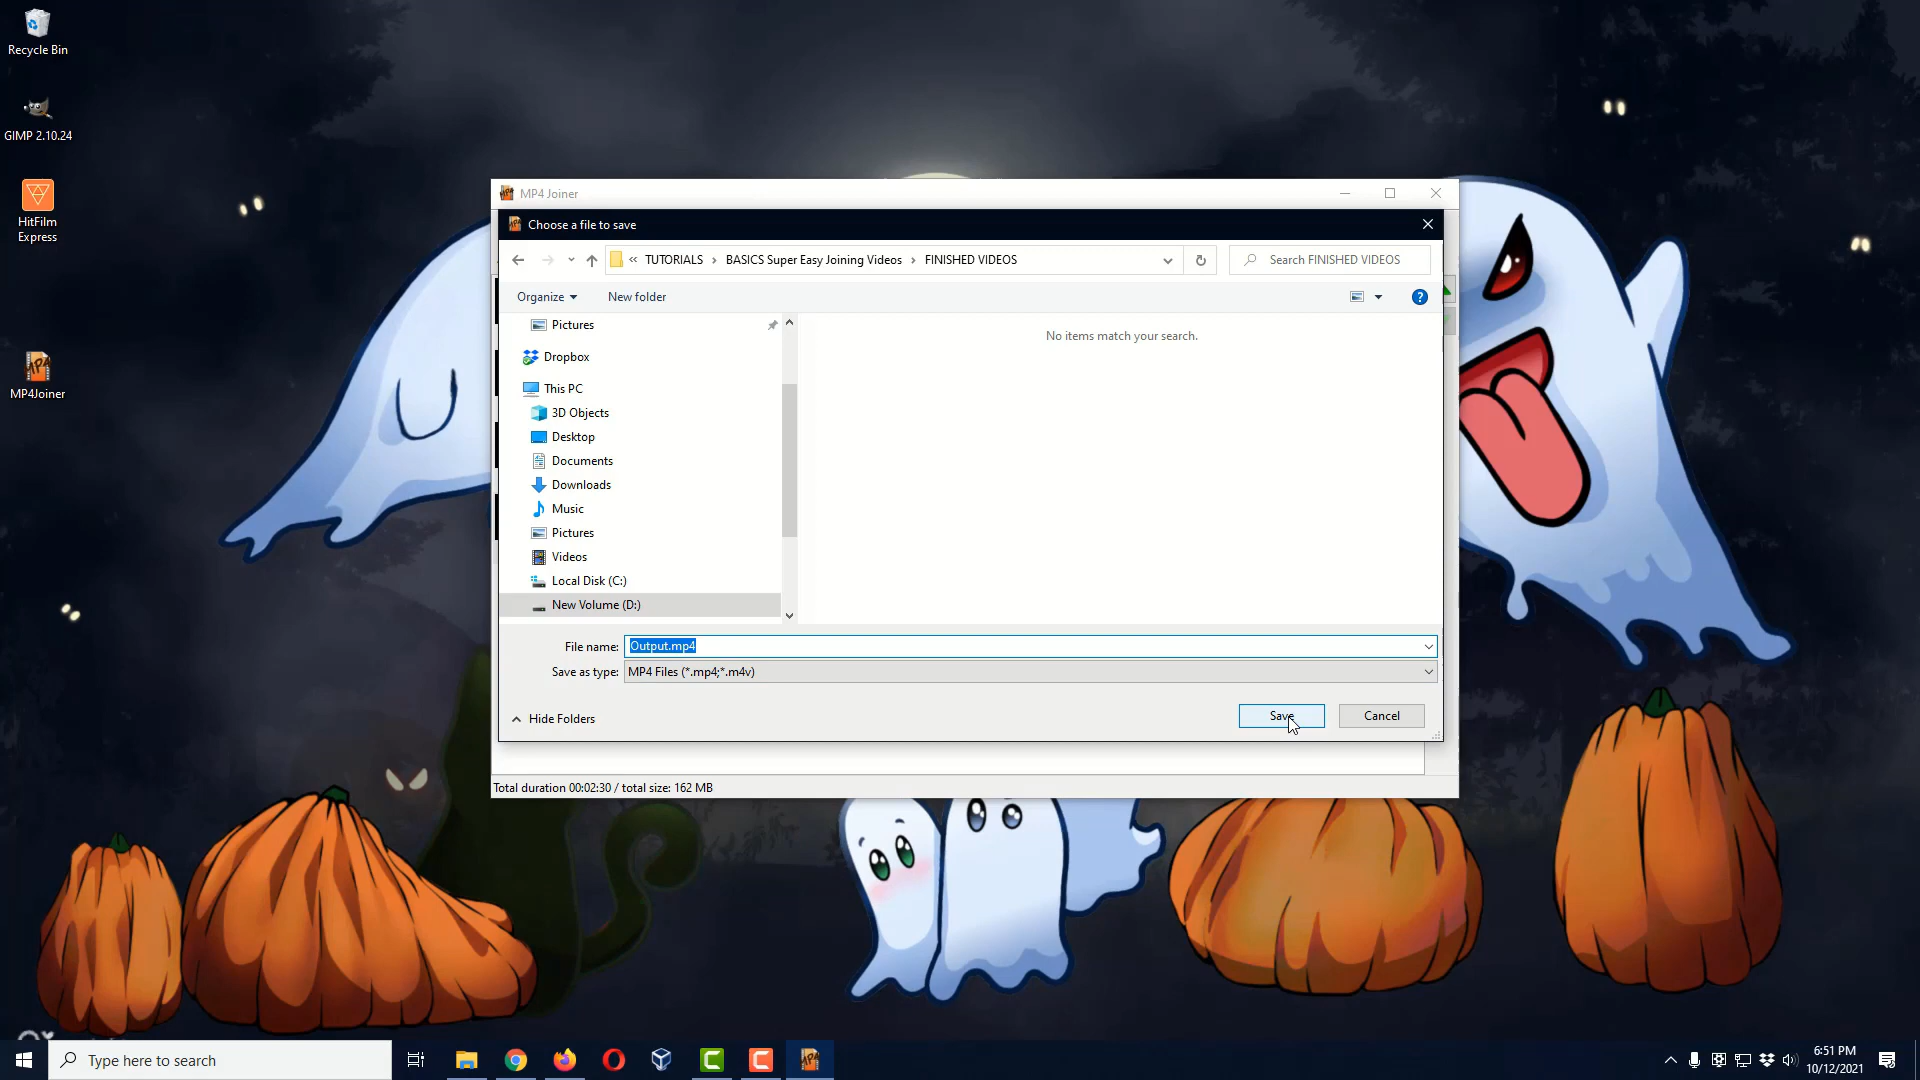 Recycle Bin
GIMP 2.10.24
HitFilm
Express
MP4Joiner
MP4 Joiner
Choose a file to save
« TUTORIALS › BASICS Super Easy Joining Videos › FINISHED VIDEOS
Search FINISHED VIDEOS
Organize
New folder
Pictures
Dropbox
This PC
3D Objects
Desktop
Documents
Downloads
Music
Pictures
Videos
Local Disk (C:)
New Volume (D:)
No items match your search.
File name: Output.mp4
Save as type: MP4 Files (*.mp4;*.m4v)
Hide Folders
Save
Cancel
Total duration 00:02:30 / total size: 162 MB
Type here to search
6:51 PM
10/12/2021